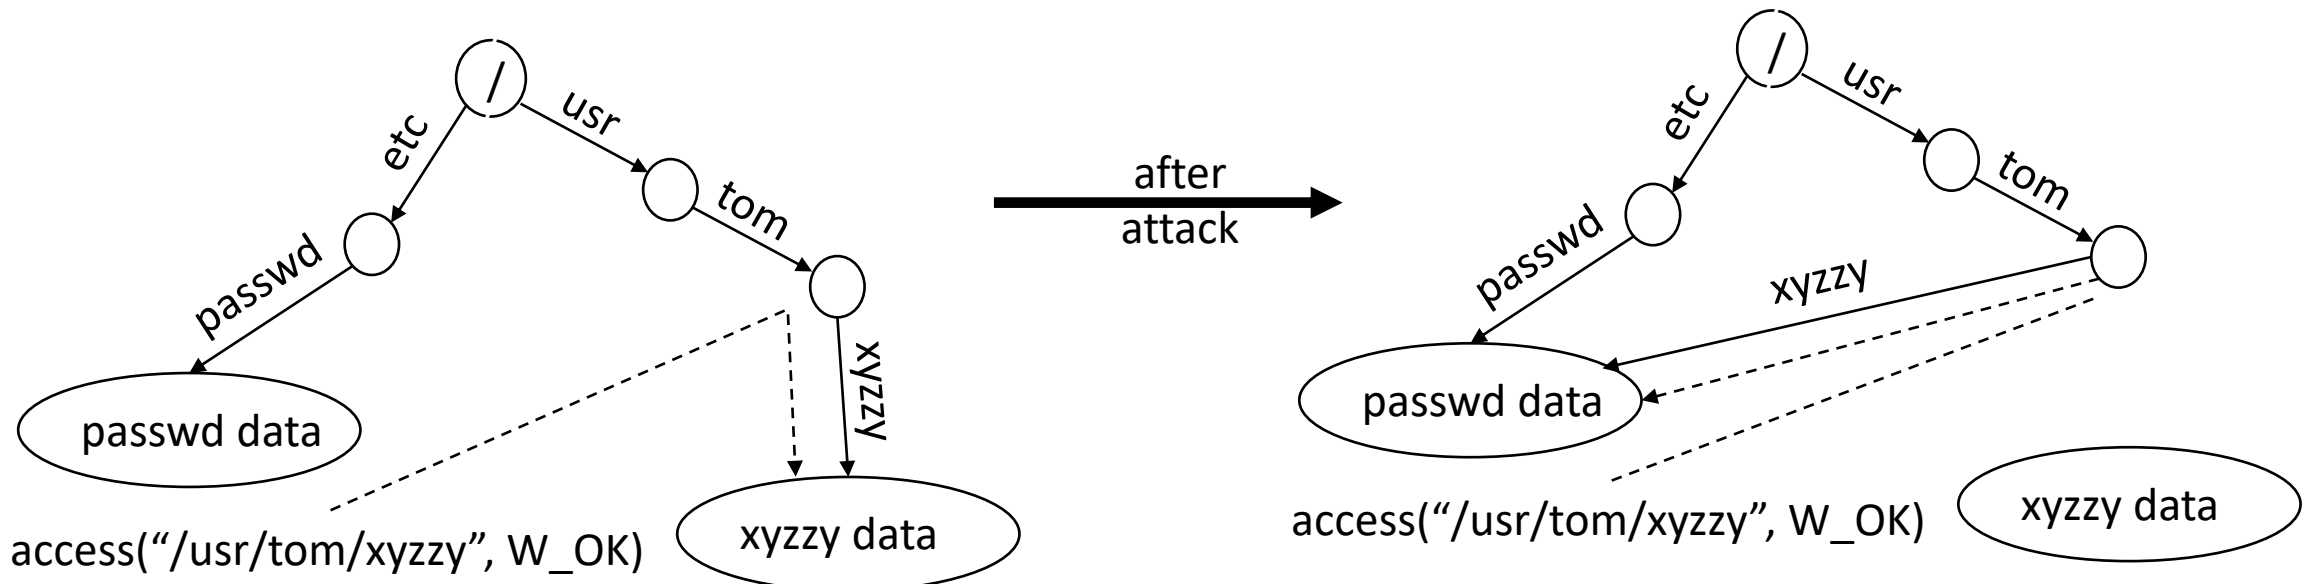 /
usr
etc
tom
passwd
xyzzy
passwd data
xyzzy data
access(“/usr/tom/xyzzy”, W_OK)
after
attack
/
usr
etc
tom
passwd
xyzzy
passwd data
xyzzy data
access(“/usr/tom/xyzzy”, W_OK)